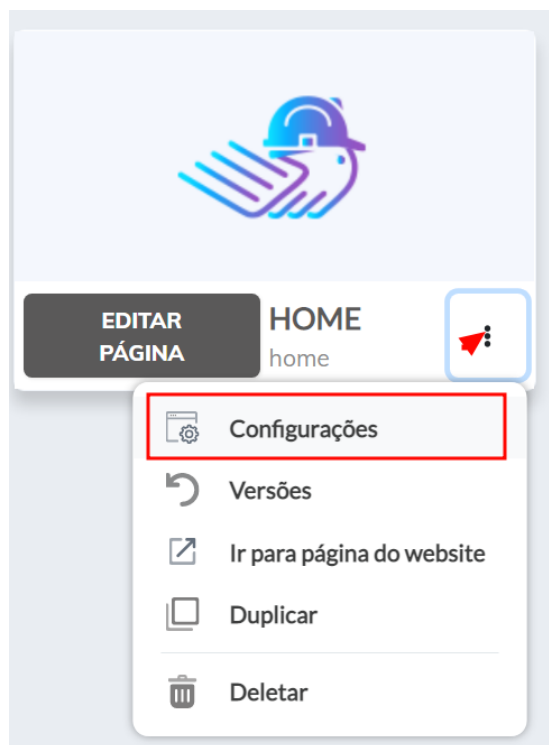 EDITAR
PÁGINA
HOME
home
Configurações
Versões
Ir para página do website
Duplicar
Deletar